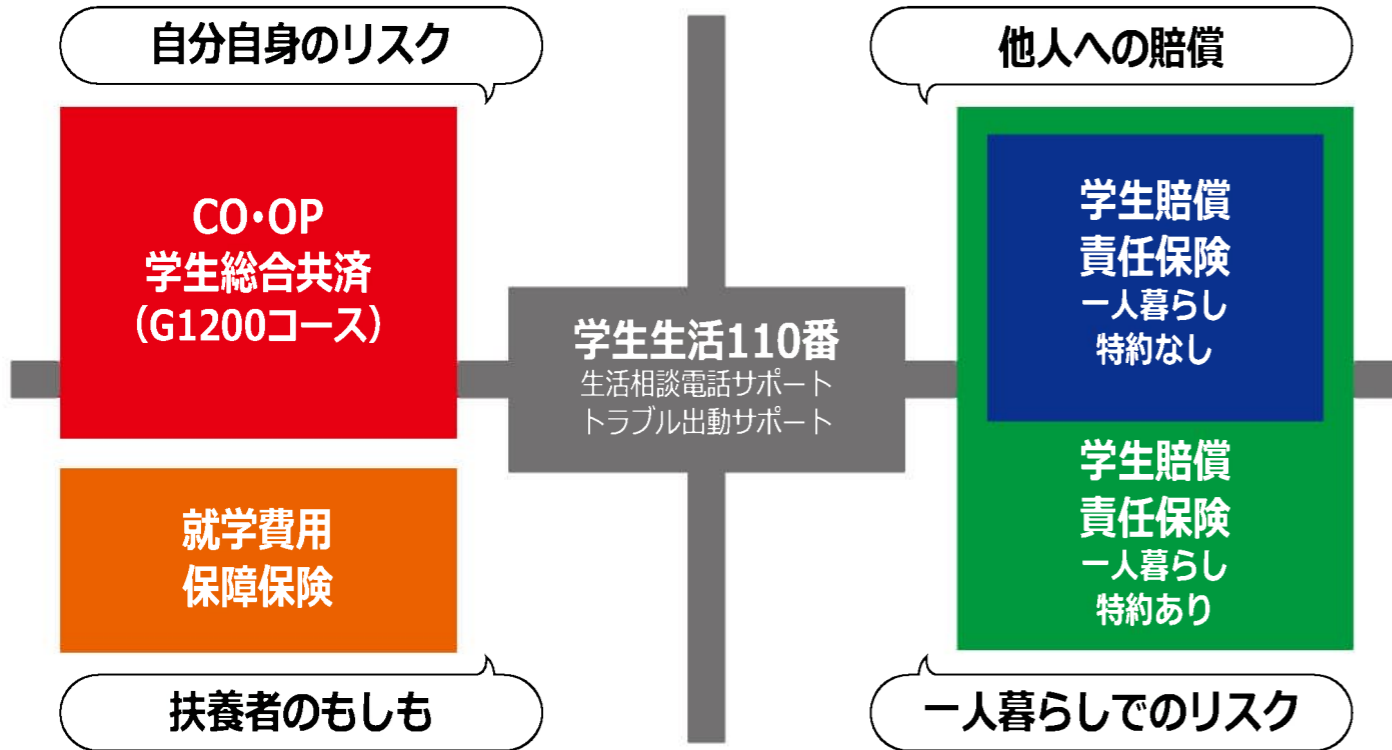 自分自身のリスク
他人への賠償
CO・OP
学生総合共済
(G1200コース)
学生賠償
責任保険
一人暮らし
特約なし
学生生活110番
生活相談電話サポート
トラブル出動サポート
就学費用
保障保険
学生賠償
責任保険
一人暮らし
特約あり
扶養者のもしも
一人暮らしでのリスク